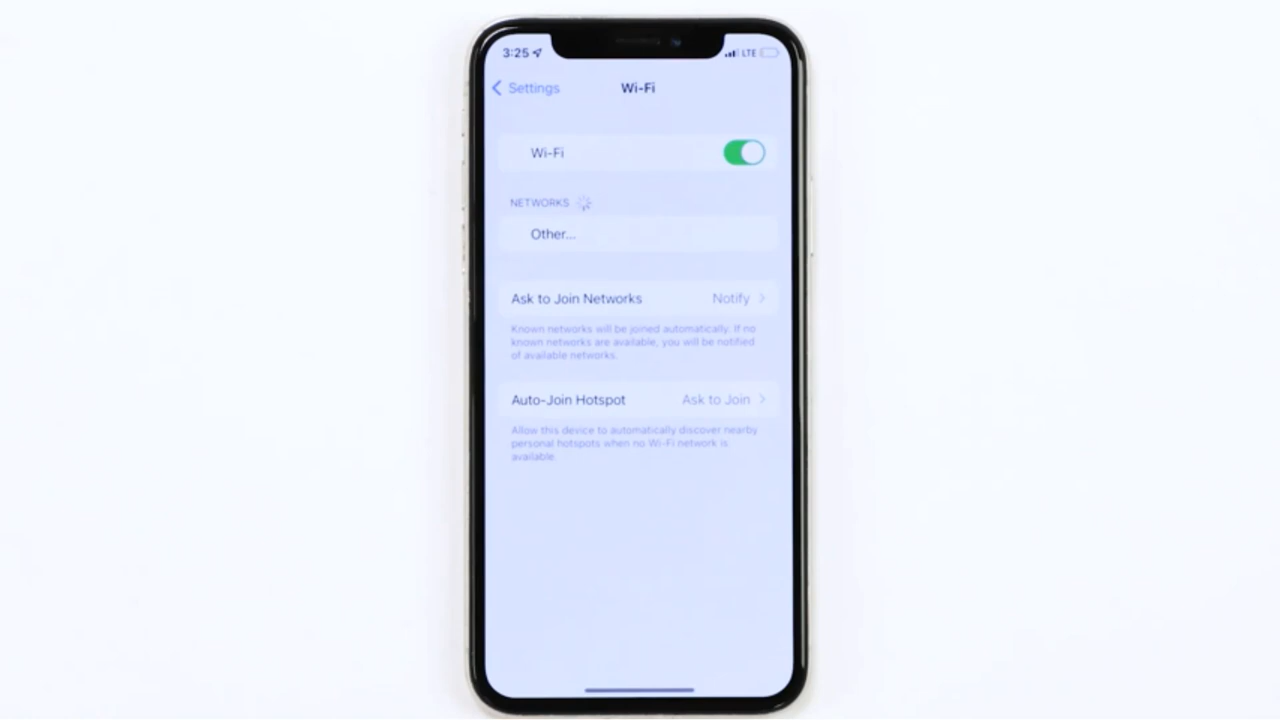 3:25 LTE
Settings Wi-Fi
Wi-Fi
NETWORKS
Other...
Ask to Join Networks Notify
Known networks will be joined automatically. If no
known networks are available, you will be notified
of available networks.
Auto-Join Hotspot Ask to Join
Allow this device to automatically discover nearby
personal hotspots when no Wi-Fi network is
available.